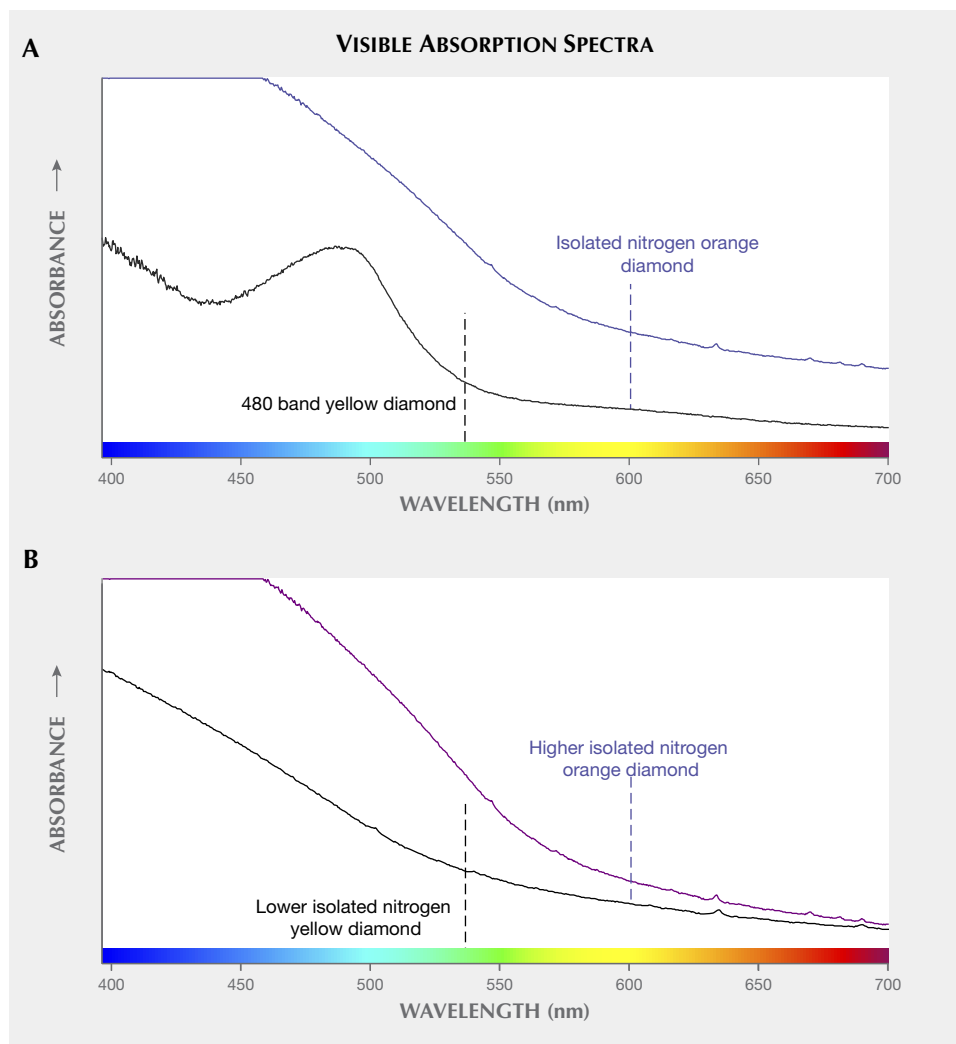 A
VISIBLE ABSORPTION SPECTRA
ABSORBANCE
Isolated nitrogen orange
diamond
480 band yellow diamond
400 450 500 550 600 650 700
WAVELENGTH (nm)
B
ABSORBANCE
Higher isolated nitrogen
orange diamond
Lower isolated nitrogen
yellow diamond
400 450 500 550 600 650 700
WAVELENGTH (nm)